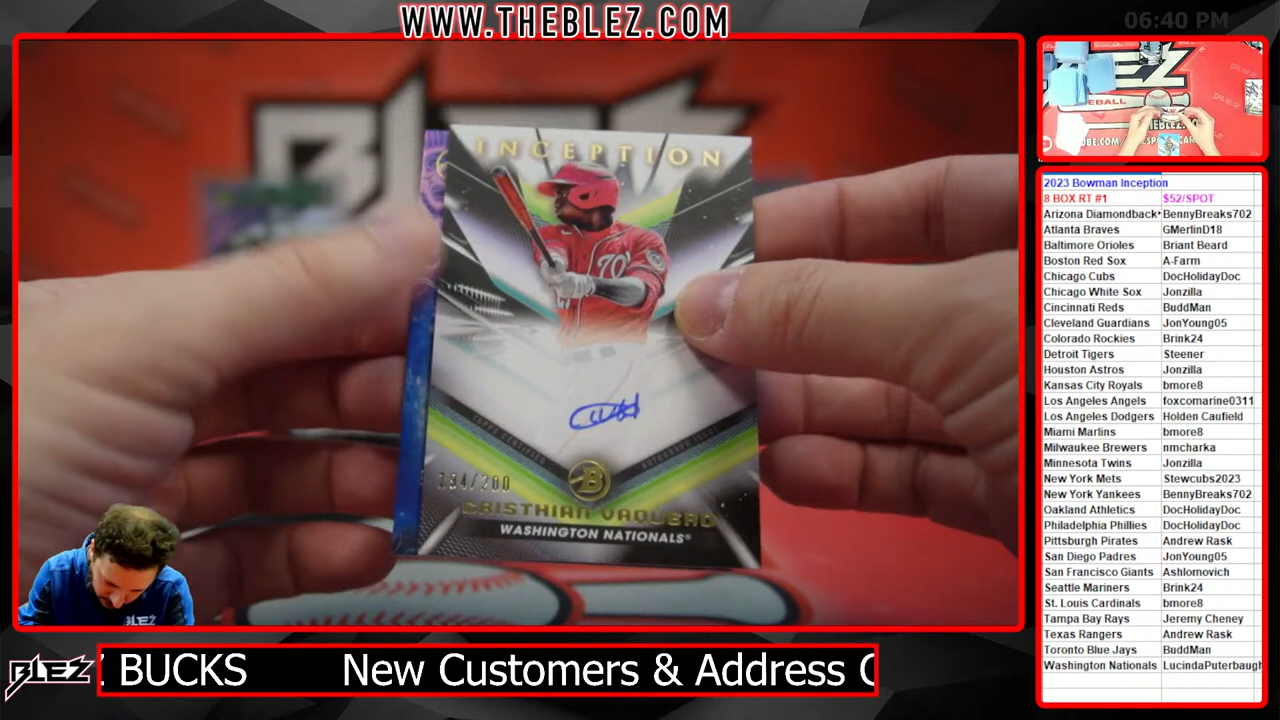 WWW.THEBLEZ.COM
06:40 PM
BLEZ
INCEPTION
TOPPS CERTIFIED
AUTOGRAPH ISSUE
184/200
B
CRISTHIAN VAQUERO
WASHINGTON NATIONALS®
EBALL
2023 Bowman Inception
8 BOX RT #1 $52/SPOT
Arizona Diamondback BennyBreaks702
Atlanta Braves GMerlinD18
Baltimore Orioles Briant Beard
Boston Red Sox A-Farm
Chicago Cubs DocHolidayDoc
Chicago White Sox Jonzilla
Cincinnati Reds BuddMan
Cleveland Guardians JonYoung05
Colorado Rockies Brink24
Detroit Tigers Steener
Houston Astros Jonzilla
Kansas City Royals bmore8
Los Angeles Angels foxcomarine0311
Los Angeles Dodgers Holden Caufield
Miami Marlins bmore8
Milwaukee Brewers nmcharka
Minnesota Twins Jonzilla
New York Mets Stewcubs2023
New York Yankees BennyBreaks702
Oakland Athletics DocHolidayDoc
Philadelphia Phillies DocHolidayDoc
Pittsburgh Pirates Andrew Rask
San Diego Padres JonYoung05
San Francisco Giants Ashlomovich
Seattle Mariners Brink24
St. Louis Cardinals bmore8
Tampa Bay Rays Jeremy Cheney
Texas Rangers Andrew Rask
Toronto Blue Jays BuddMan
Washington Nationals LucindaPuterbaugh
BLEZ
BUCKS New Customers & Address